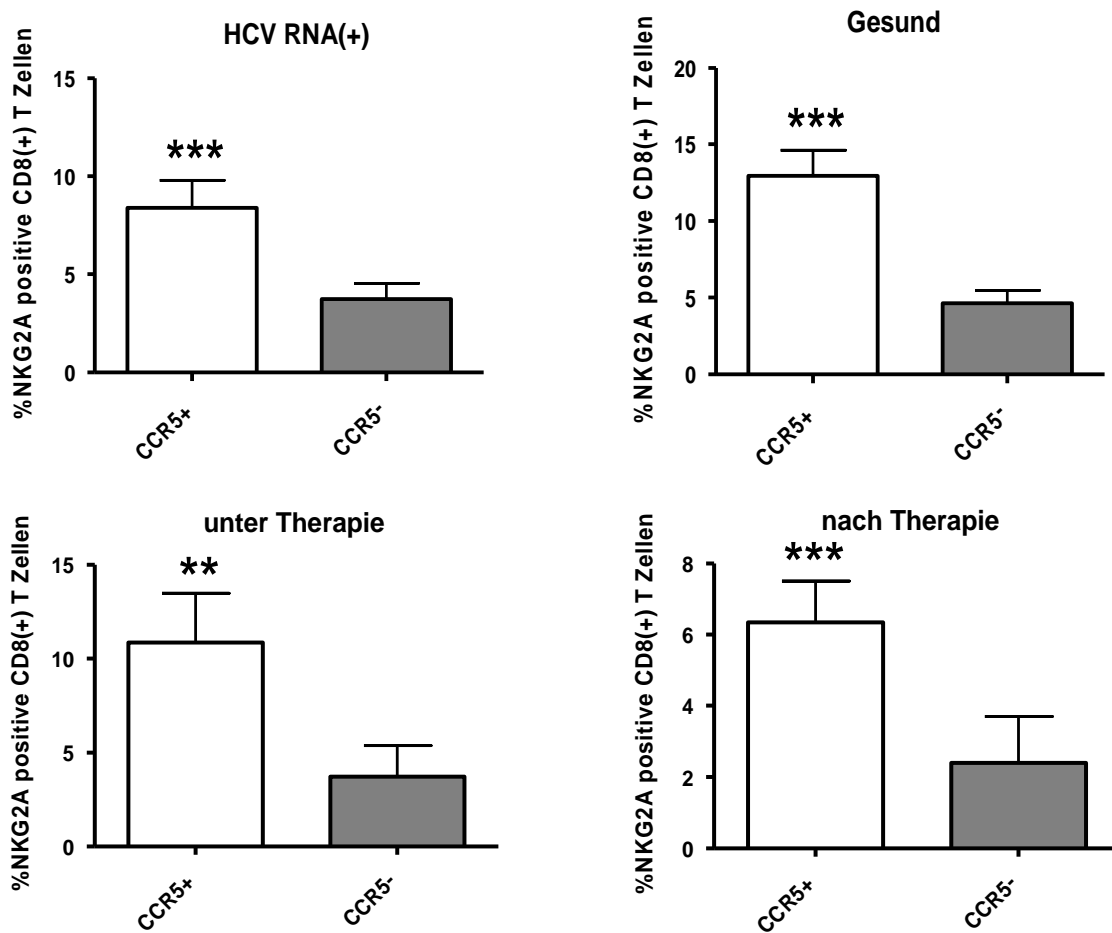 HCV RNA(+)
%NKG2A positive CD8(+) T Zellen
15
10
5
0
***
CCR5+
CCR5-
Gesund
%NKG2A positive CD8(+) T Zellen
20
15
10
5
0
***
CCR5+
CCR5-
unter Therapie
%NKG2A positive CD8(+) T Zellen
15
10
5
0
**
CCR5+
CCR5-
nach Therapie
%NKG2A positive CD8(+) T Zellen
8
6
4
2
0
***
CCR5+
CCR5-